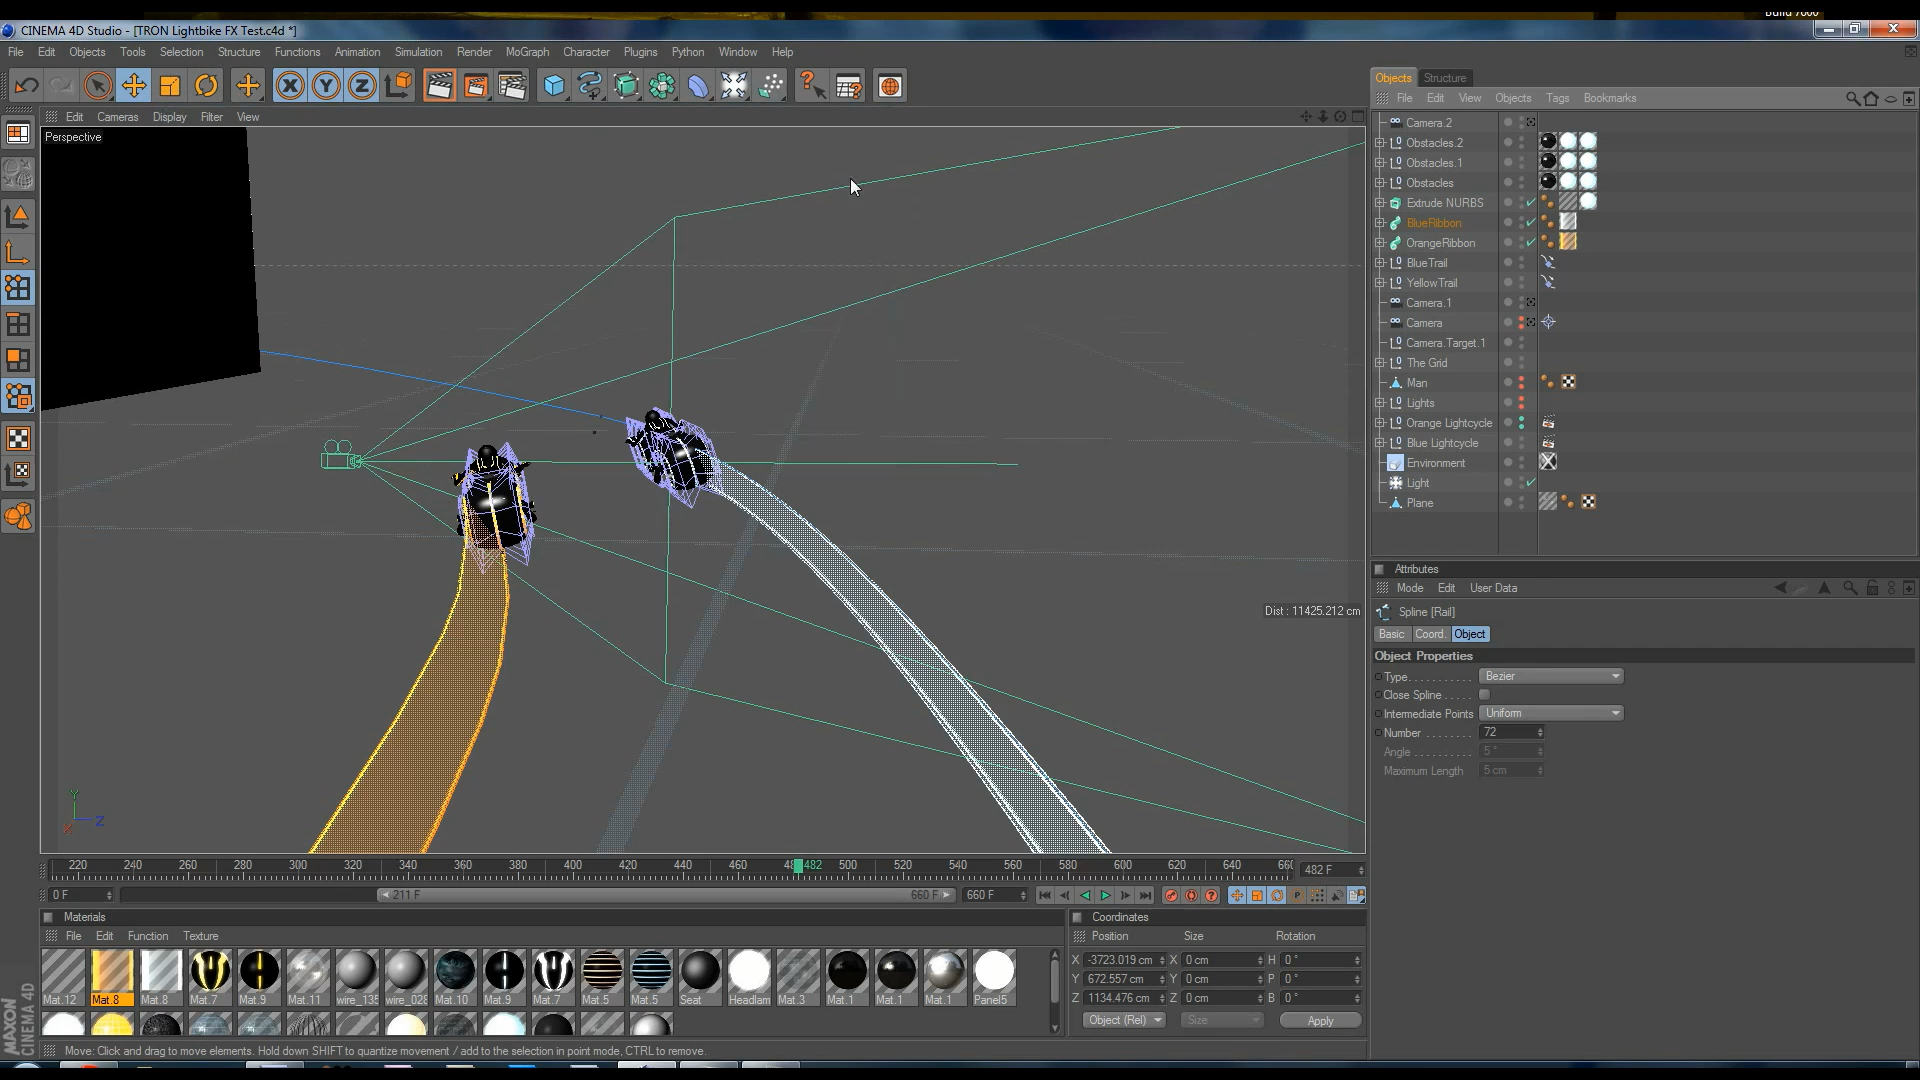 Build 7600
CINEMA 4D Studio - [TRON Lightbike FX Test.c4d *]
File Edit Objects Tools Selection Structure Functions Animation Simulation Render MoGraph Character Plugins Python Window Help
X Y Z
Edit Cameras Display Filter View
Perspective
Dist : 11425.212 cm
Y
X Z
220 240 260 280 300 320 340 360 380 400 420 440 460 48 482 500 520 540 560 580 600 620 640 660
482 F
0 F
211 F
660 F
660 F
Materials
File Edit Function Texture
Mat.12 Mat.8 Mat.8 Mat.7 Mat.9 Mat.11 wire_135 wire_028 Mat.10 Mat.9 Mat.7 Mat.5 Mat.5 Seat Headlam Mat.3 Mat.1 Mat.1 Mat.1 Panel5
MAXON
CINEMA 4D
Move: Click and drag to move elements. Hold down SHIFT to quantize movement / add to the selection in point mode, CTRL to remove.
Coordinates
Position Size Rotation
X -3723.019 cm X 0 cm H 0 °
Y 672.557 cm Y 0 cm P 0 °
Z 1134.476 cm Z 0 cm B 0 °
Object (Rel) Size Apply
Objects Structure
File Edit View Objects Tags Bookmarks
Camera.2
Obstacles.2
Obstacles.1
Obstacles
Extrude NURBS
BlueRibbon
OrangeRibbon
BlueTrail
YellowTrail
Camera.1
Camera
Camera.Target.1
The Grid
Man
Lights
Orange Lightcycle
Blue Lightcycle
Environment
Light
Plane
Attributes
Mode Edit User Data
Spline [Rail]
Basic Coord. Object
Object Properties
Type . . . . . . . . . . . Bezier
Close Spline . . . . .
Intermediate Points Uniform
Number . . . . . . . . 72
Angle . . . . . . . . . . 5 °
Maximum Length 5 cm